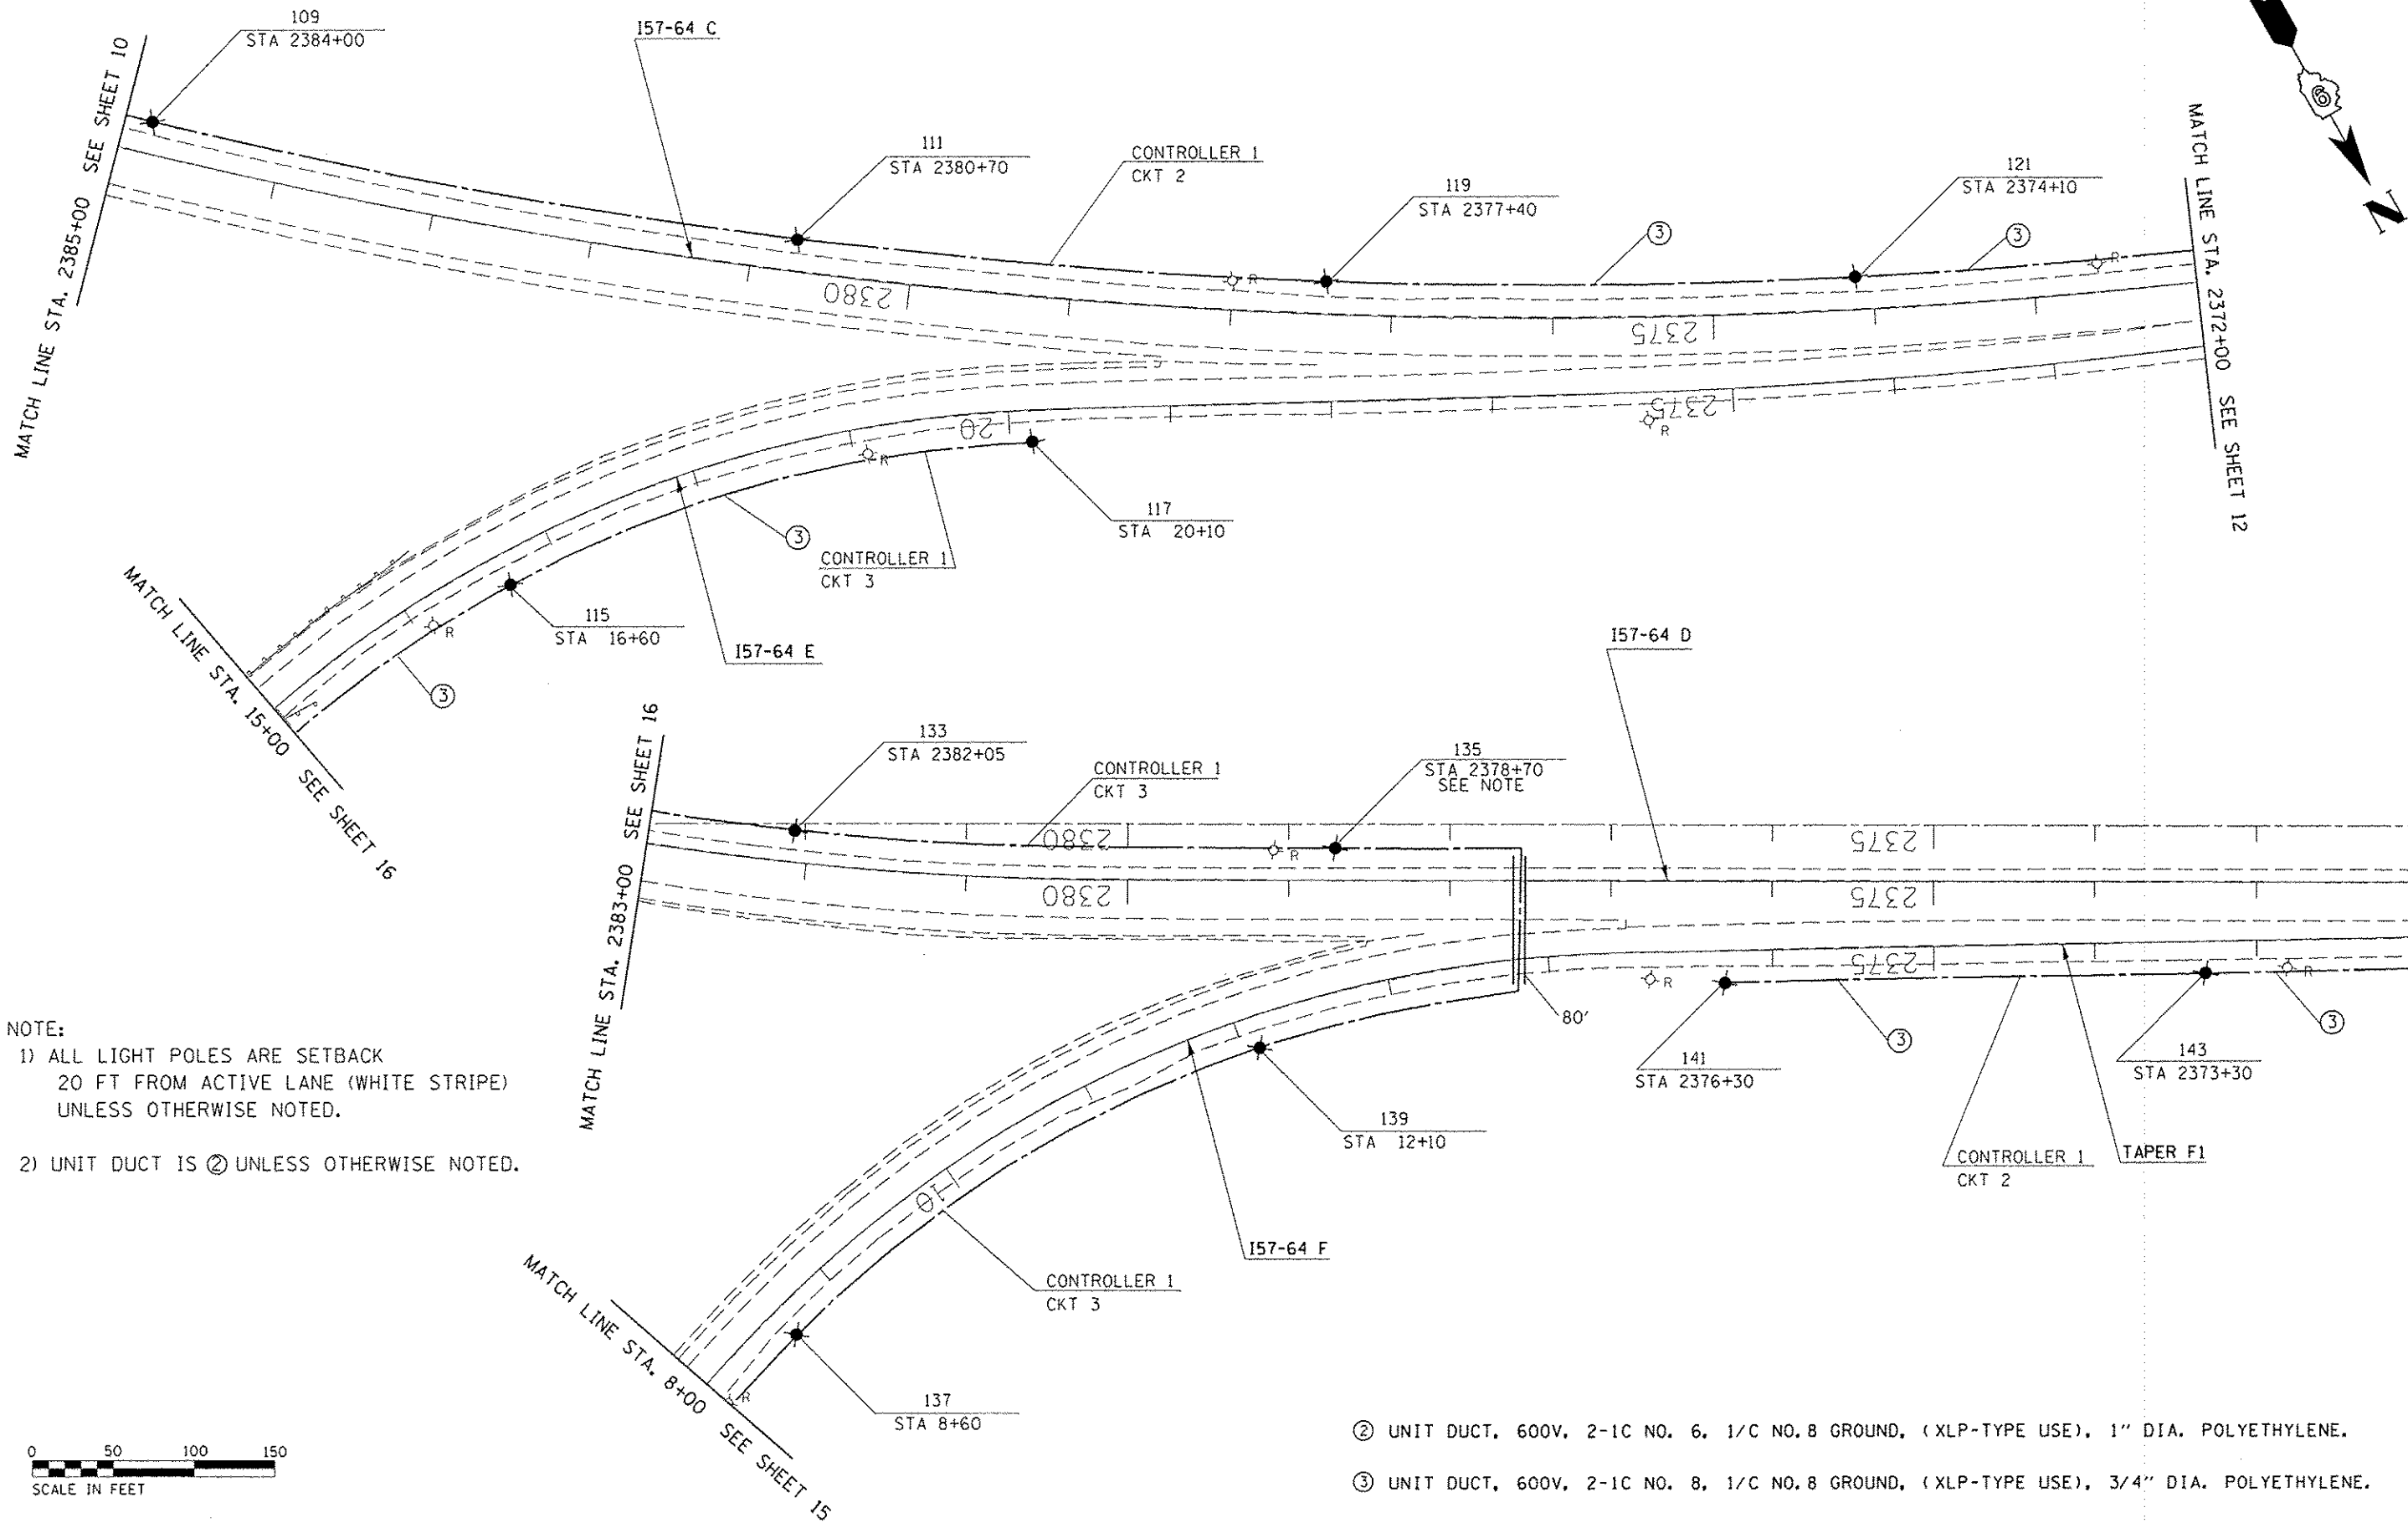 109
STA 2384+00
I57-64 C
111
STA 2380+70
CONTROLLER 1
CKT 2
119
STA 2377+40
3
121
STA 2374+10
3
6
N
MATCH LINE STA. 2385+00 SEE SHEET 10
MATCH LINE STA. 2372+00 SEE SHEET 12
R
R
2380
2375
2375
R
20
R
117
STA 20+10
3
CONTROLLER 1
CKT 3
115
STA 16+60
R
I57-64 E
3
MATCH LINE STA. 15+00 SEE SHEET 16
I57-64 D
133
STA 2382+05
CONTROLLER 1
CKT 3
135
STA 2378+70
SEE NOTE
MATCH LINE STA. 2383+00 SEE SHEET 16
2380
2375
R
2380
2375
2375
R
R
80'
3
3
141
STA 2376+30
143
STA 2373+30
139
STA 12+10
CONTROLLER 1
CKT 2
TAPER F1
10
I57-64 F
CONTROLLER 1
CKT 3
137
STA 8+60
R
MATCH LINE STA. 8+00 SEE SHEET 15
NOTE:
1) ALL LIGHT POLES ARE SETBACK
20 FT FROM ACTIVE LANE (WHITE STRIPE)
UNLESS OTHERWISE NOTED.
2) UNIT DUCT IS 2 UNLESS OTHERWISE NOTED.
0 50 100 150
SCALE IN FEET
2 UNIT DUCT, 600V, 2-1C NO. 6, 1/C NO.8 GROUND, (XLP-TYPE USE), 1" DIA. POLYETHYLENE.
3 UNIT DUCT, 600V, 2-1C NO. 8, 1/C NO.8 GROUND, (XLP-TYPE USE), 3/4" DIA. POLYETHYLENE.